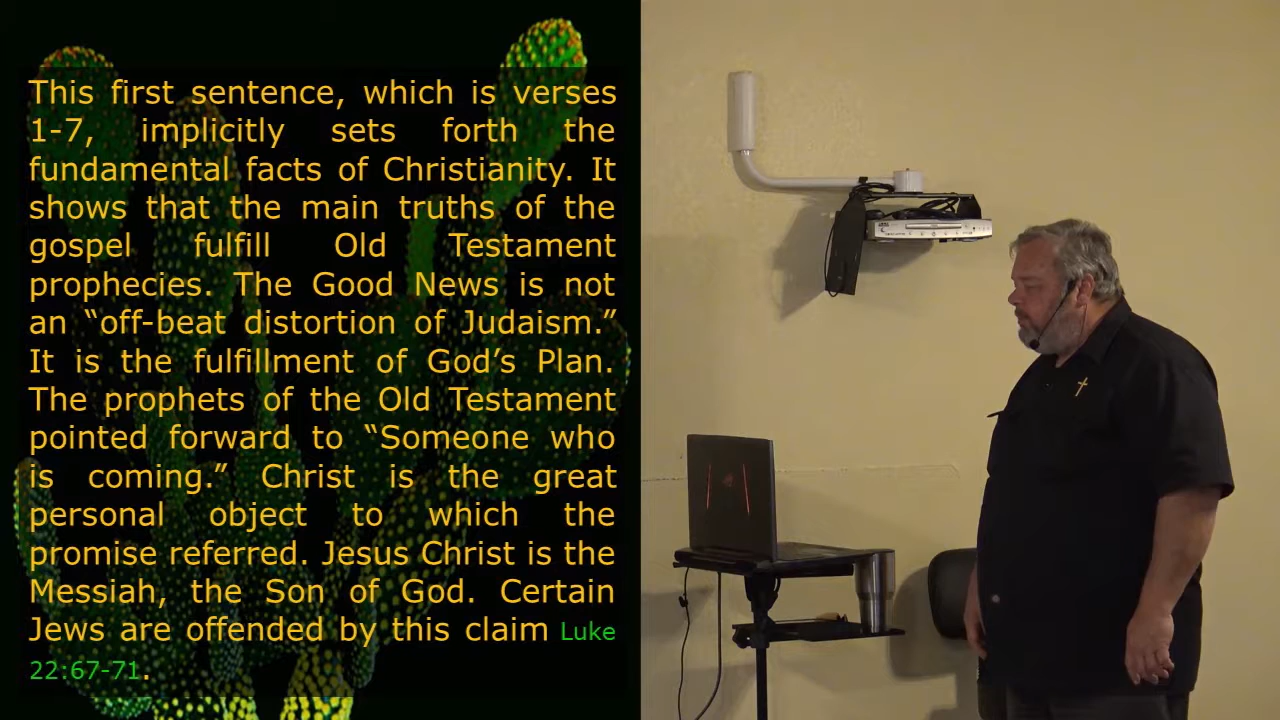 This first sentence, which is verses
1-7, implicitly sets forth the
fundamental facts of Christianity. It
shows that the main truths of the
gospel fulfill Old Testament
prophecies. The Good News is not
an “off-beat distortion of Judaism.”
It is the fulfillment of God’s Plan.
The prophets of the Old Testament
pointed forward to “Someone who
is coming.” Christ is the great
personal object to which the
promise referred. Jesus Christ is the
Messiah, the Son of God. Certain
Jews are offended by this claim Luke
22:67-71.